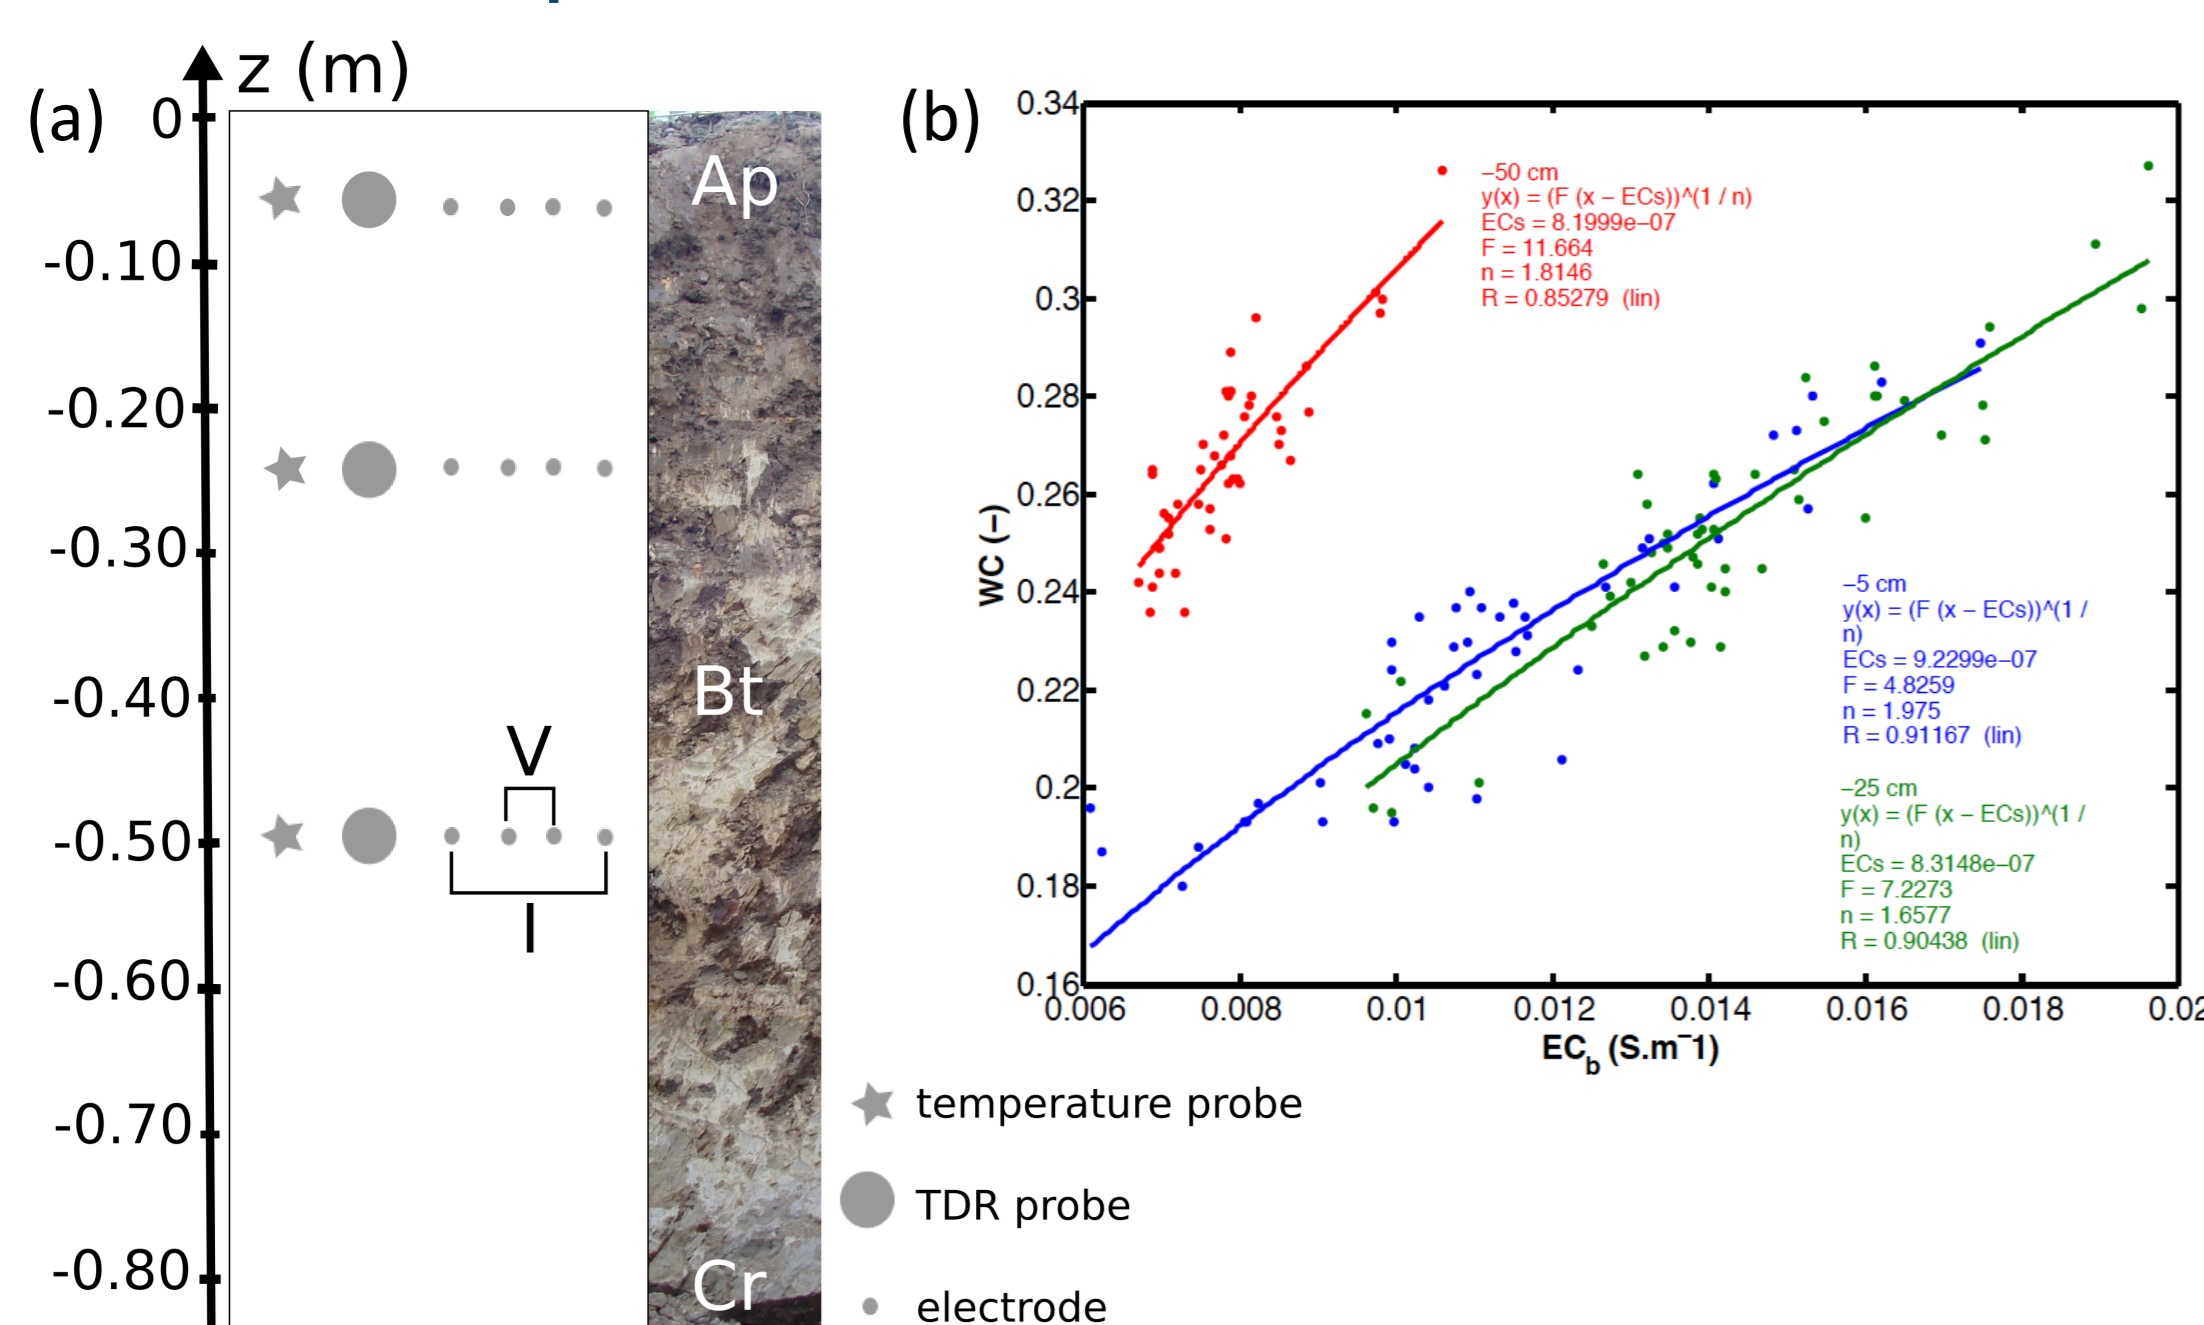 (a)
z (m)
0
-0.10
-0.20
-0.30
-0.40
-0.50
-0.60
-0.70
-0.80
V
I
Ap
Bt
Cr
temperature probe
TDR probe
electrode
(b)
0.34
0.32
0.3
0.28
0.26
0.24
0.22
0.2
0.18
0.16
WC (–)
0.006
0.008
0.01
0.012
0.014
0.016
0.018
0.02
ECb (S.m–1)
–50 cm
y(x) = (F (x – ECs))^(1 / n)
ECs = 8.1999e–07
F = 11.664
n = 1.8146
R = 0.85279 (lin)
–5 cm
y(x) = (F (x – ECs))^(1 /
n)
ECs = 9.2299e–07
F = 4.8259
n = 1.975
R = 0.91167 (lin)
–25 cm
y(x) = (F (x – ECs))^(1 /
n)
ECs = 8.3148e–07
F = 7.2273
n = 1.6577
R = 0.90438 (lin)